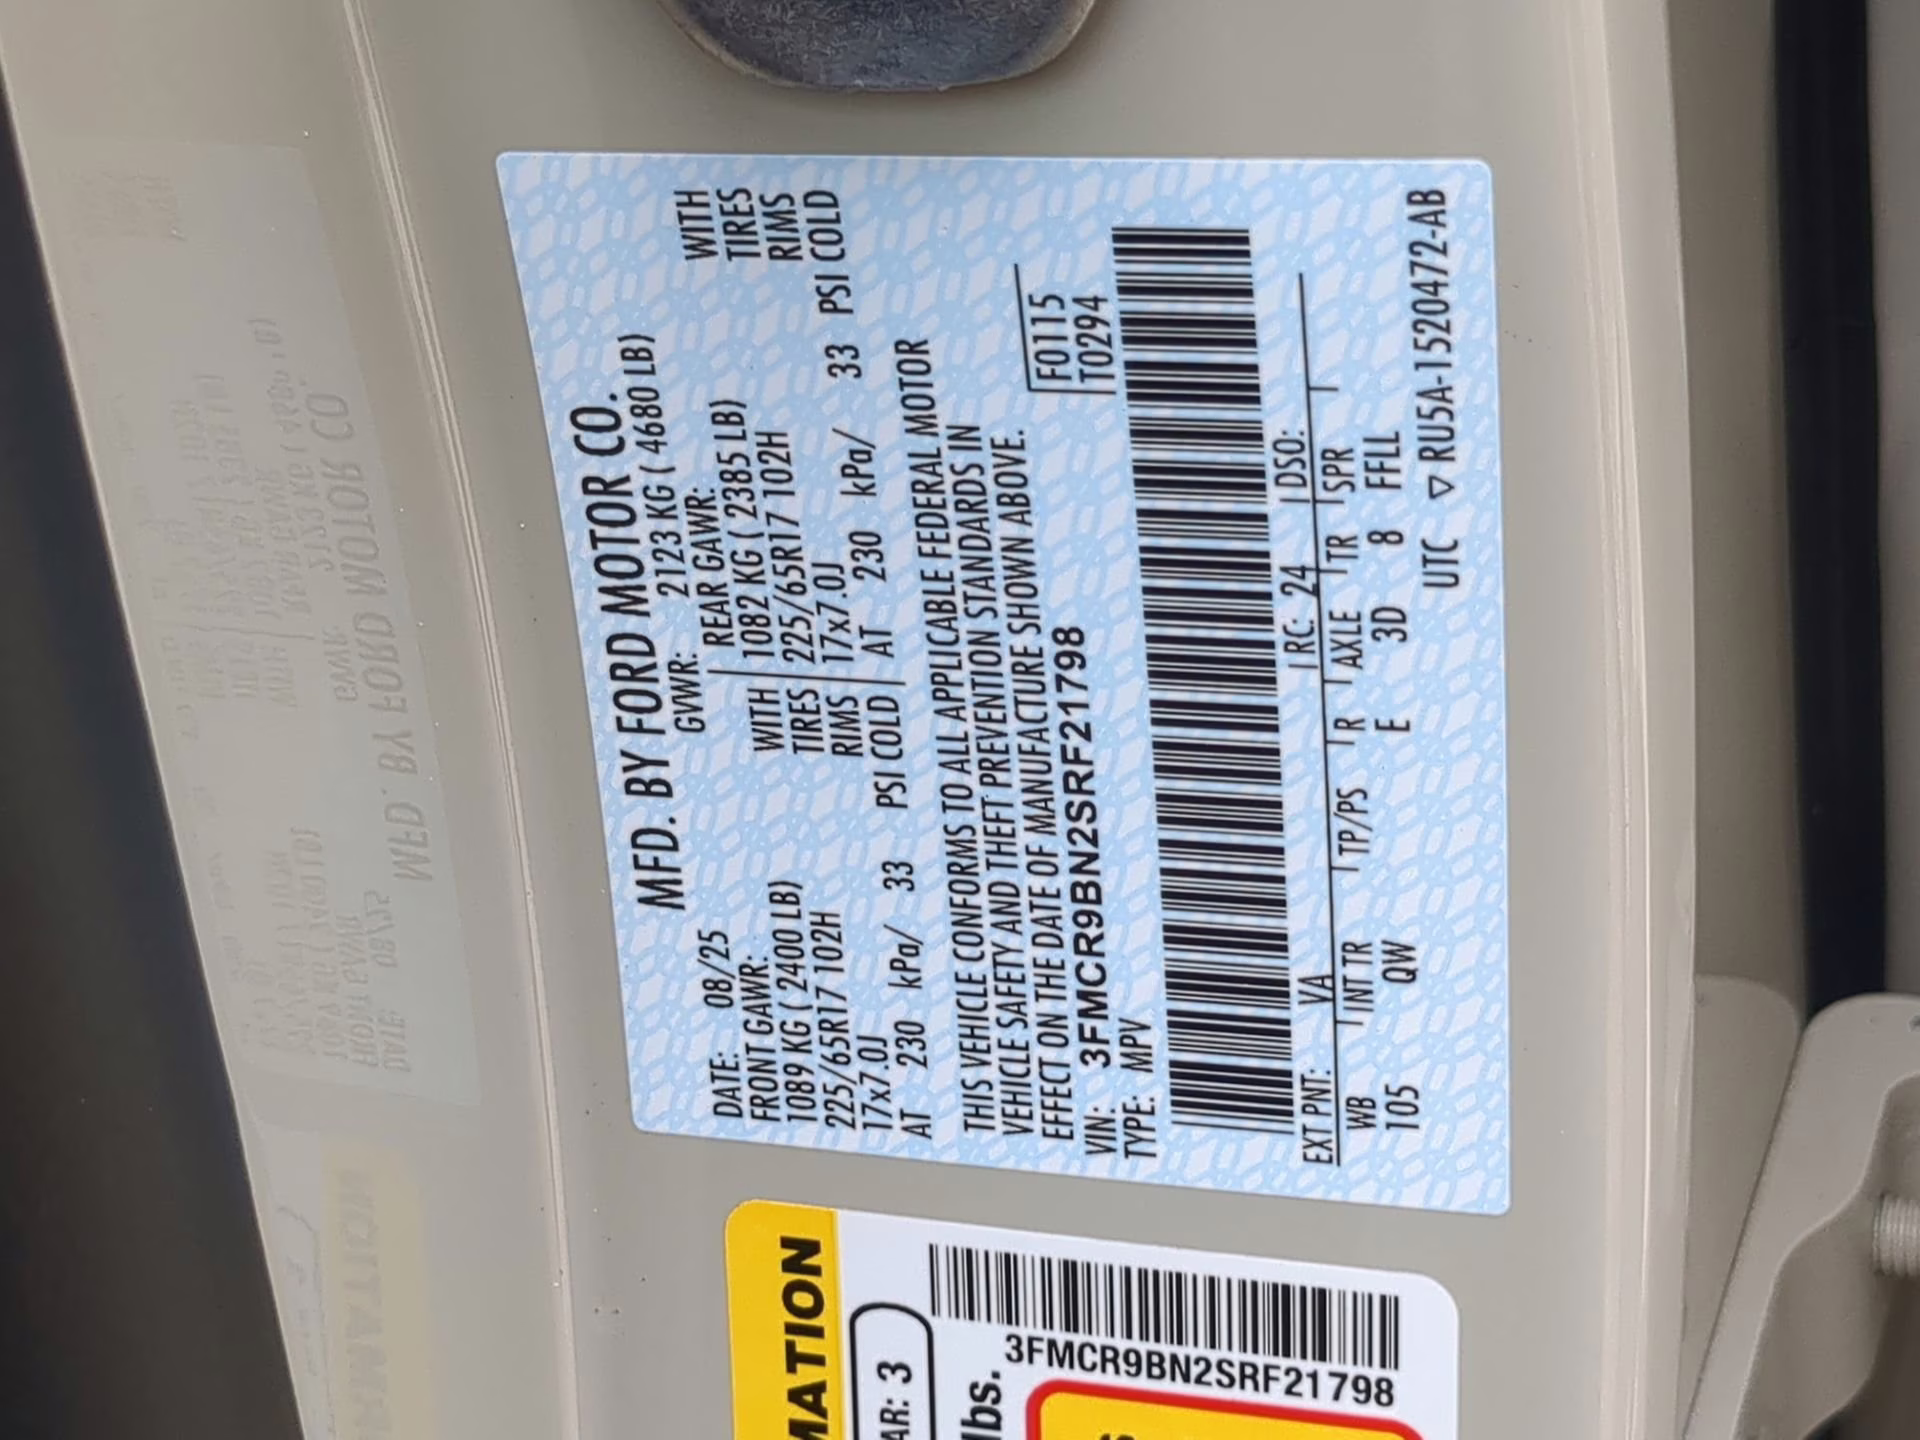 MFD. BY FORD MOTOR CO.
DATE: 08/25 GVWR: 2123 KG ( 4680 LB)
FRONT GAWR: REAR GAWR:
1089 KG ( 2400 LB) WITH 1082 KG ( 2385 LB) WITH
225/65R17 102H TIRES 225/65R17 102H TIRES
17x7.0J RIMS 17x7.0J RIMS
AT 230 kPa/ 33 PSI COLD AT 230 kPa/ 33 PSI COLD
THIS VEHICLE CONFORMS TO ALL APPLICABLE FEDERAL MOTOR
VEHICLE SAFETY AND THEFT PREVENTION STANDARDS IN
EFFECT ON THE DATE OF MANUFACTURE SHOWN ABOVE.
VIN: 3FMCR9BN2SRF21798 F0115
TYPE: MPV T0294
EXT PNT: VA RC: 24 DSO:
WB INT TR TP/PS R AXLE TR SPR
105 QW E 3D 8 FFLL
UTC ▽ RU5A-1520472-AB
MATION
AR: 3
lbs.
3FMCR9BN2SRF21798